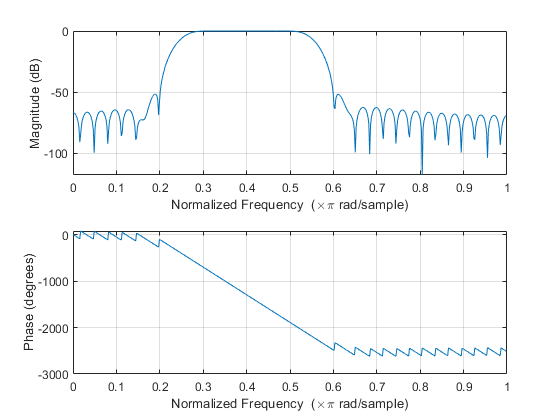 0
-50
-100
Magnitude (dB)
0 0.1 0.2 0.3 0.4 0.5 0.6 0.7 0.8 0.9 1
Normalized Frequency (×π rad/sample)
0
-1000
-2000
-3000
Phase (degrees)
0 0.1 0.2 0.3 0.4 0.5 0.6 0.7 0.8 0.9 1
Normalized Frequency (×π rad/sample)